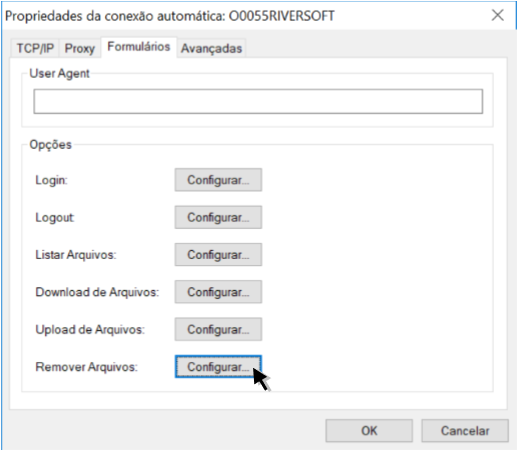 Propriedades da conexão automática: O0055RIVERSOFT
TCP/IP Proxy Formulários Avançadas
User Agent
Opções
Login: Configurar...
Logout: Configurar...
Listar Arquivos: Configurar...
Download de Arquivos: Configurar...
Upload de Arquivos: Configurar...
Remover Arquivos: Configurar...
OK Cancelar